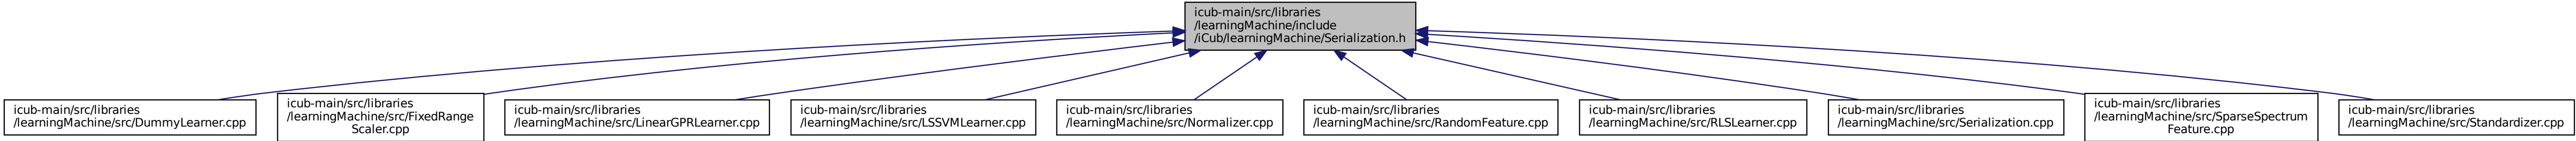 icub-main/src/libraries
/learningMachine/include
/iCub/learningMachine/Serialization.h
icub-main/src/libraries
/learningMachine/src/DummyLearner.cpp
icub-main/src/libraries
/learningMachine/src/FixedRange
Scaler.cpp
icub-main/src/libraries
/learningMachine/src/LinearGPRLearner.cpp
icub-main/src/libraries
/learningMachine/src/LSSVMLearner.cpp
icub-main/src/libraries
/learningMachine/src/Normalizer.cpp
icub-main/src/libraries
/learningMachine/src/RandomFeature.cpp
icub-main/src/libraries
/learningMachine/src/RLSLearner.cpp
icub-main/src/libraries
/learningMachine/src/Serialization.cpp
icub-main/src/libraries
/learningMachine/src/SparseSpectrum
Feature.cpp
icub-main/src/libraries
/learningMachine/src/Standardizer.cpp